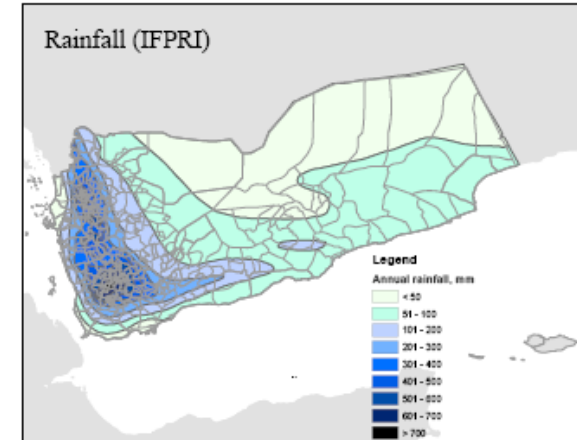 Rainfall (IFPRI)
Legend
Annual rainfall, mm
< 50
51 - 100
101 - 200
201 - 300
301 - 400
401 - 500
501 - 600
601 - 700
> 700